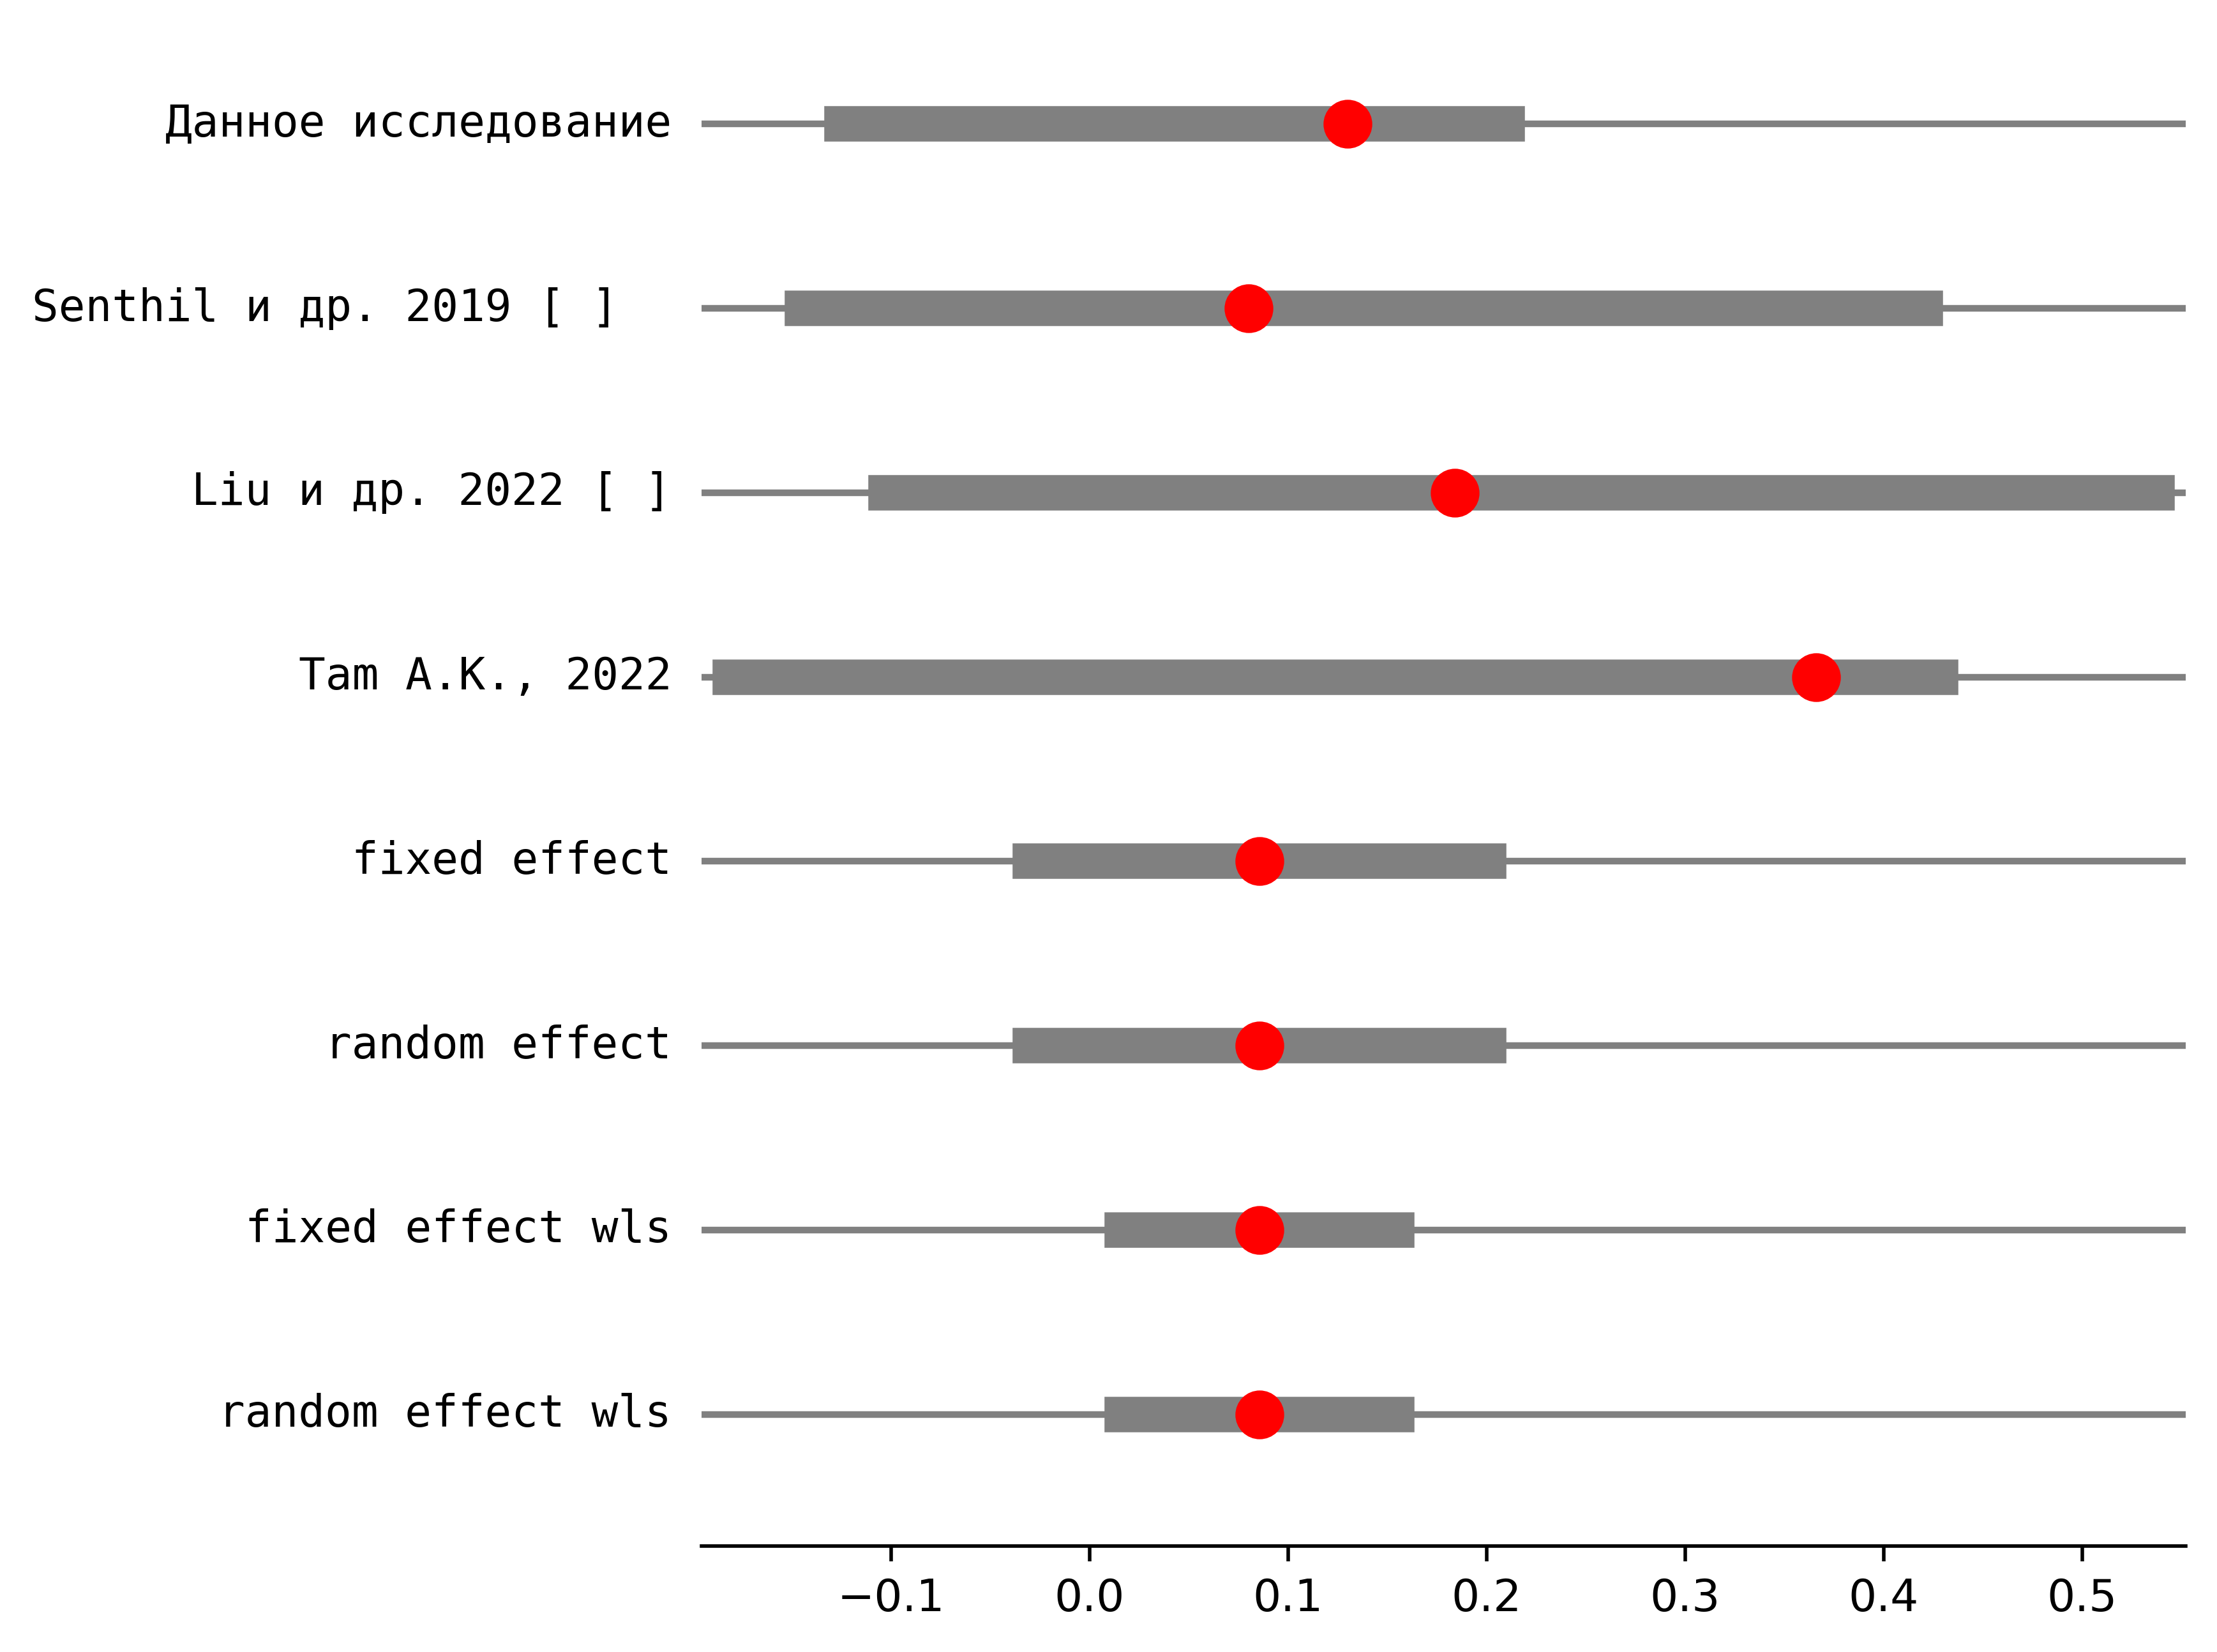 Данное исследование
Senthil и др. 2019 [ ]
Liu и др. 2022 [ ]
Tam A.K., 2022
fixed effect
random effect
fixed effect wls
random effect wls
−0.1 0.0 0.1 0.2 0.3 0.4 0.5